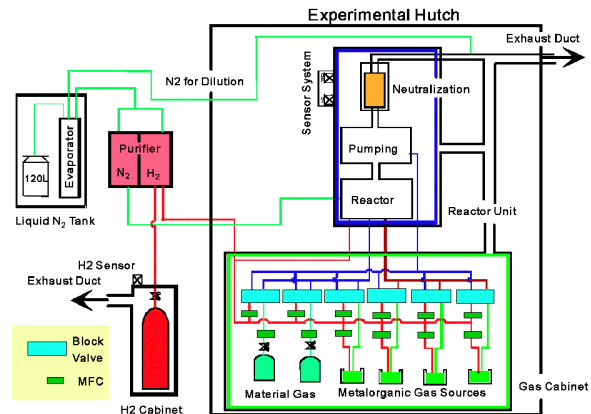 Experimental Hutch
Exhaust Duct
N2 for Dilution
Sensor System
Neutralization
Evaporator
120L
Purifier
N2 H2
Pumping
Reactor
Liquid N2 Tank
Reactor Unit
H2 Sensor
Exhaust Duct
Block
Valve
MFC
H2 Cabinet
Material Gas
Metalorganic Gas Sources
Gas Cabinet